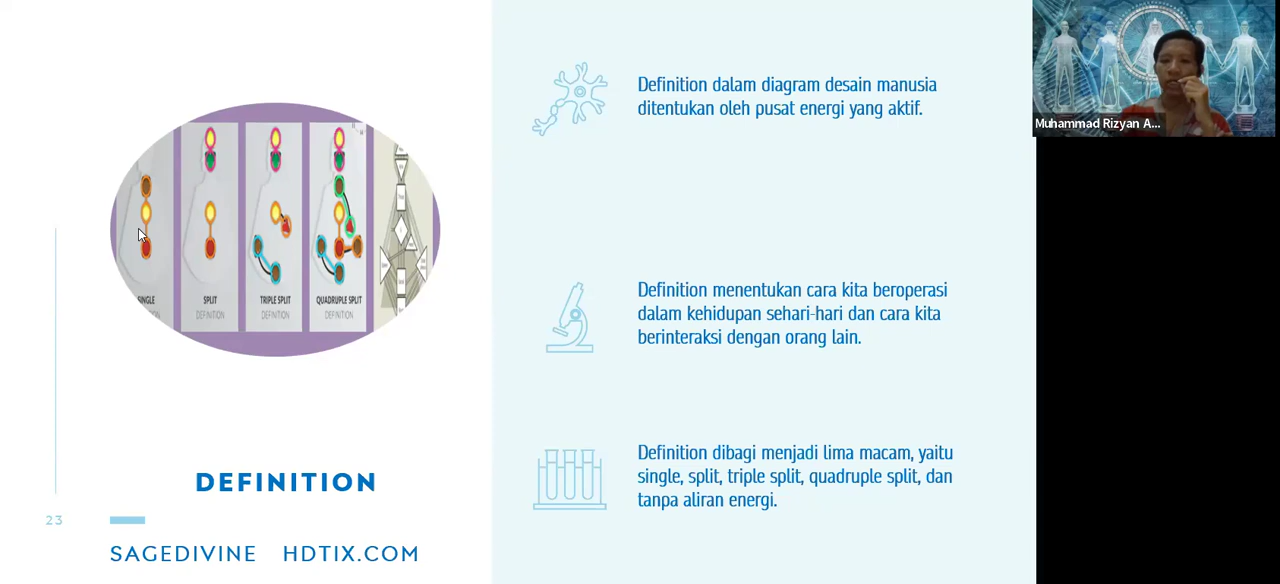 SINGLE
DEFINITION
SPLIT
DEFINITION
TRIPLE SPLIT
DEFINITION
QUADRUPLE SPLIT
DEFINITION
DEFINITION
23
SAGEDIVINE HDTIX.COM
Definition dalam diagram desain manusia
ditentukan oleh pusat energi yang aktif.
Definition menentukan cara kita beroperasi
dalam kehidupan sehari-hari dan cara kita
berinteraksi dengan orang lain.
Definition dibagi menjadi lima macam, yaitu
single, split, triple split, quadruple split, dan
tanpa aliran energi.
Muhammad Rizyan A...